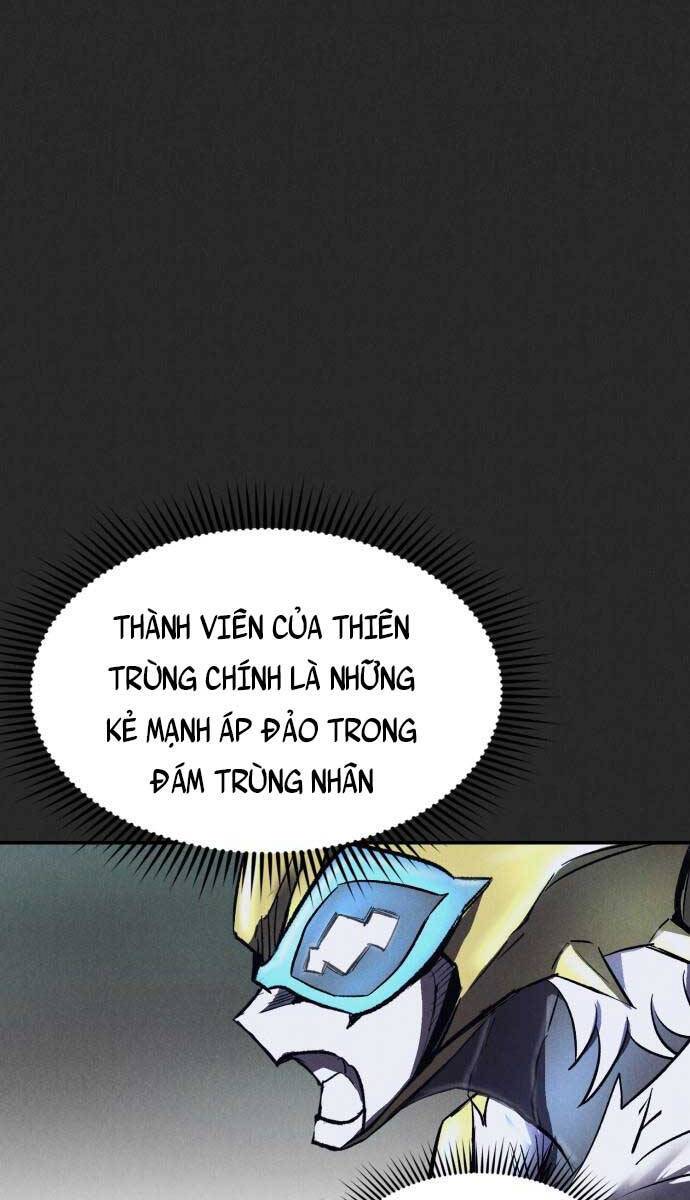 THÀNH VIÊN CỦA THIÊN
TRÙNG CHÍNH LÀ NHỮNG
KẺ MẠNH ÁP ĐẢO TRONG
ĐÁM TRÙNG NHÂN